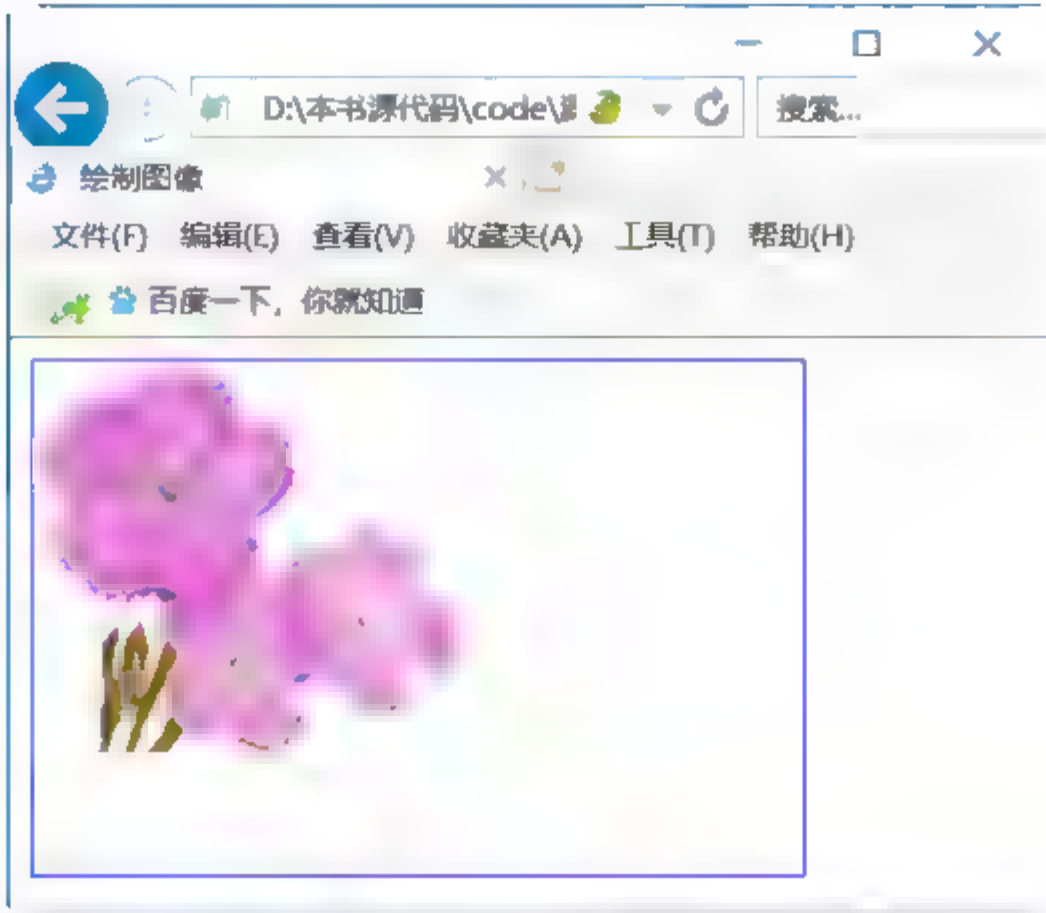 D:\本书源代码\code\
搜索...
绘制图像
文件(F) 编辑(E) 查看(V) 收藏夹(A) 工具(T) 帮助(H)
百度一下，你就知道